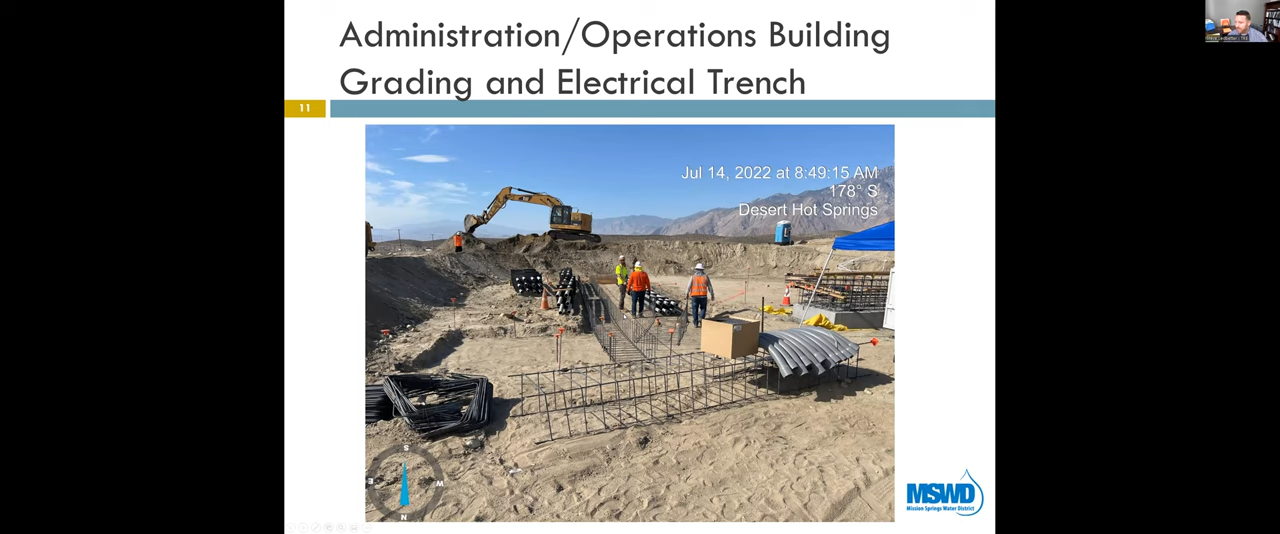 Administration/Operations Building
Grading and Electrical Trench
11
Jul 14, 2022 at 8:49:15 AM
178° S
Desert Hot Springs
S
E
W
N
MSWD
Mission Springs Water District